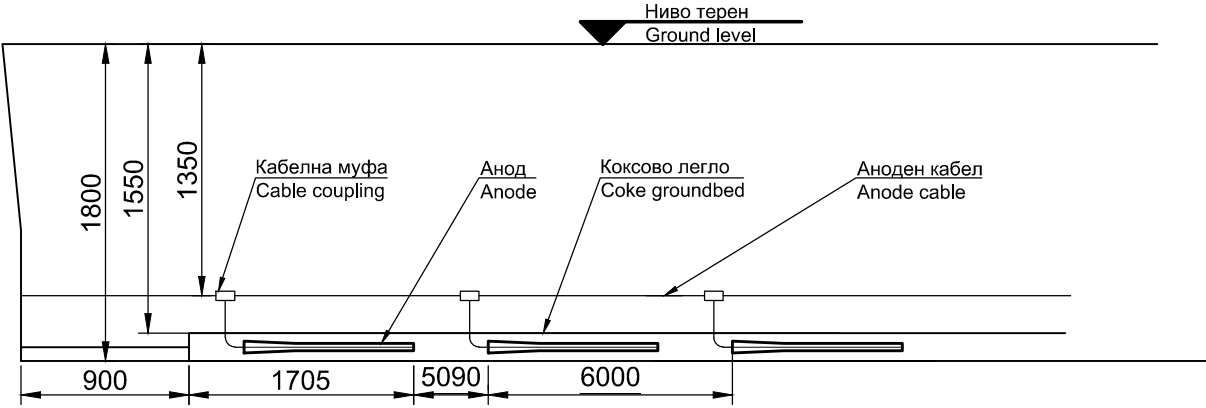 Ниво терен
Ground level
1800
1550
1350
Кабелна муфа
Cable coupling
Анод
Anode
Коксово легло
Coke groundbed
Аноден кабел
Anode cable
900
1705
5090
6000